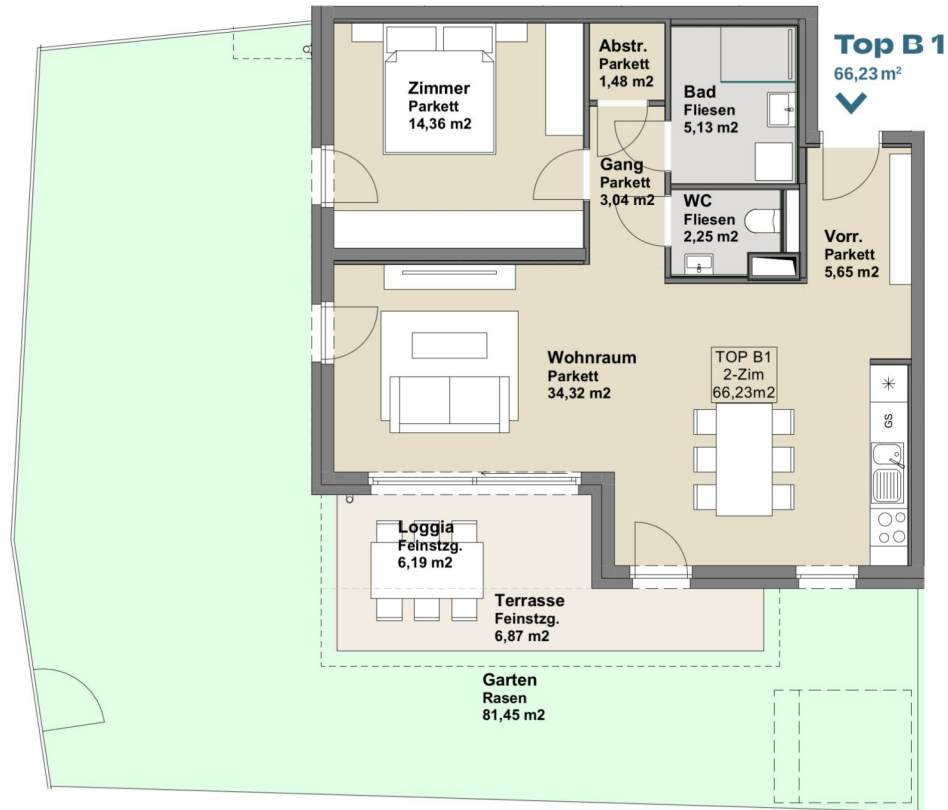 Top B 1
66,23 m²
Zimmer
Parkett
14,36 m2
Abstr.
Parkett
1,48 m2
Bad
Fliesen
5,13 m2
Gang
Parkett
3,04 m2
WC
Fliesen
2,25 m2
Vorr.
Parkett
5,65 m2
Wohnraum
Parkett
34,32 m2
TOP B1
2-Zim
66,23m2
GS
Loggia
Feinstzg.
6,19 m2
Terrasse
Feinstzg.
6,87 m2
Garten
Rasen
81,45 m2